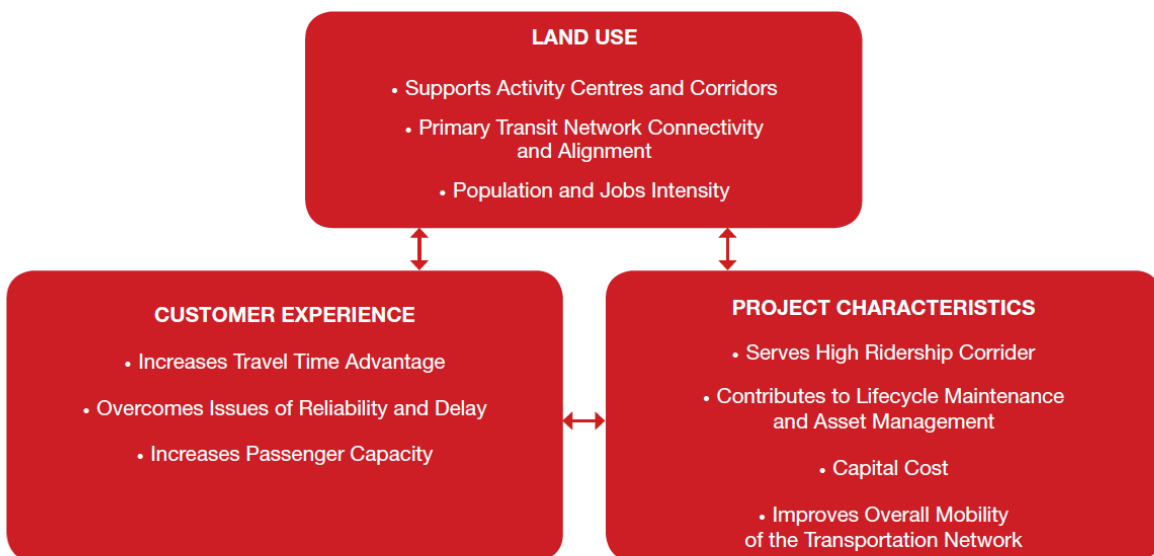 LAND USE
• Supports Activity Centres and Corridors
• Primary Transit Network Connectivity
and Alignment
• Population and Jobs Intensity
CUSTOMER EXPERIENCE
• Increases Travel Time Advantage
• Overcomes Issues of Reliability and Delay
• Increases Passenger Capacity
PROJECT CHARACTERISTICS
• Serves High Ridership Corrider
• Contributes to Lifecycle Maintenance
and Asset Management
• Capital Cost
• Improves Overall Mobility
of the Transportation Network